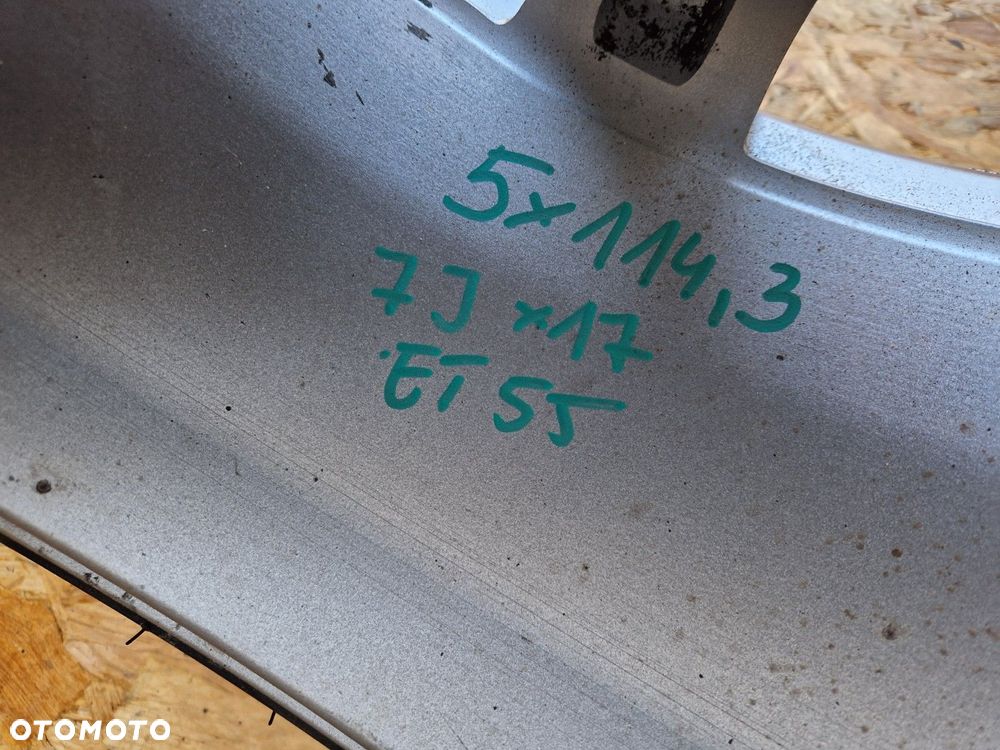 5x114,3
7J x17
ET 55
OTOMOTO